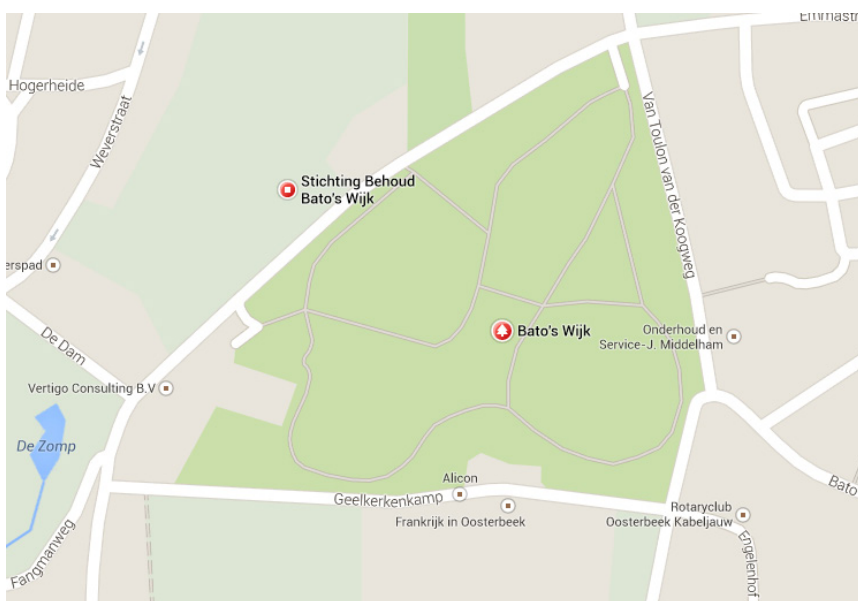 Emmastr
Hogerheide
Weverstraat
Van Toulon van der Koogweg
Stichting Behoud
Bato's Wijk
erspad
De Dam
Bato's Wijk
Onderhoud en
Service-J. Middelham
Vertigo Consulting B.V
De Zomp
Alicon
Geelkerkenkamp
Frankrijk in Oosterbeek
Rotaryclub
Oosterbeek Kabeljauw
Bato
Fangmanweg
Engelenhof